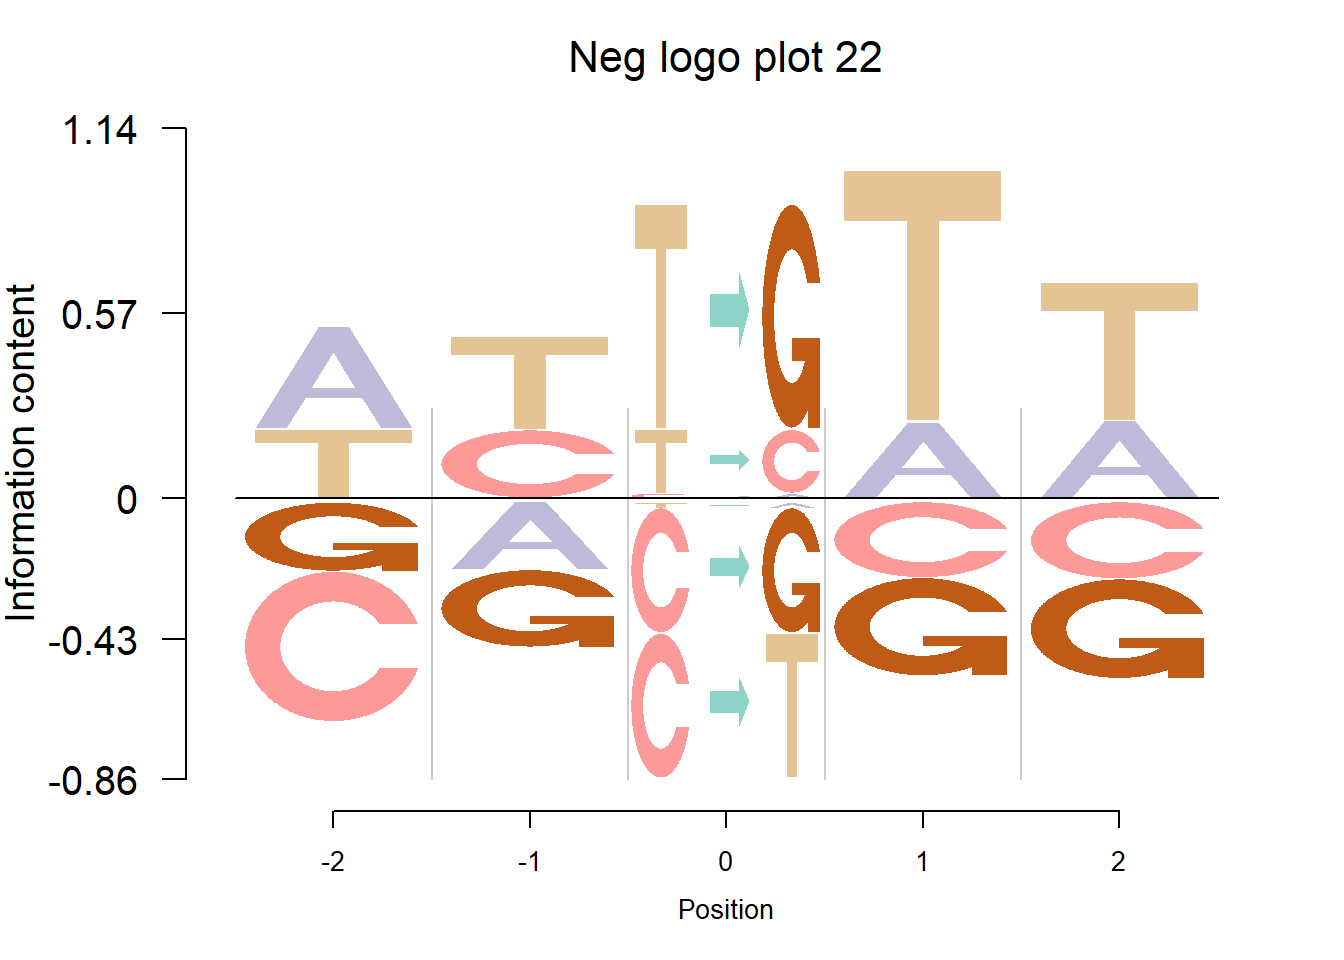 Neg logo plot 22
Information content
1.14
0.57
0
-0.43
-0.86
A T T G T T
T C T C A A
C A
T A
G A C G C C
C G C T G G
-2 -1 0 1 2
Position